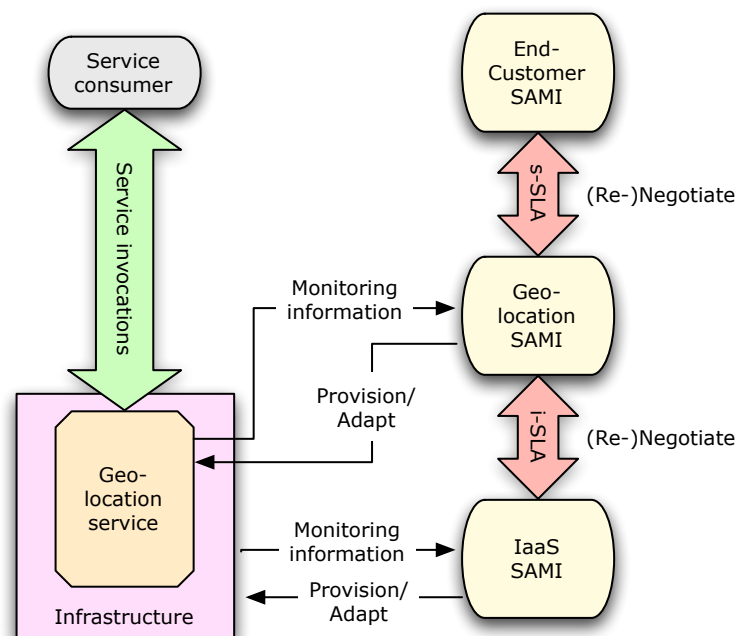 Service
consumer
End-
Customer
SAMI
Service invocations
s-SLA
(Re-)Negotiate
Monitoring
information
Geo-
location
SAMI
Provision/
Adapt
i-SLA
(Re-)Negotiate
Geo-
location
service
Monitoring
information
IaaS
SAMI
Provision/
Adapt
Infrastructure